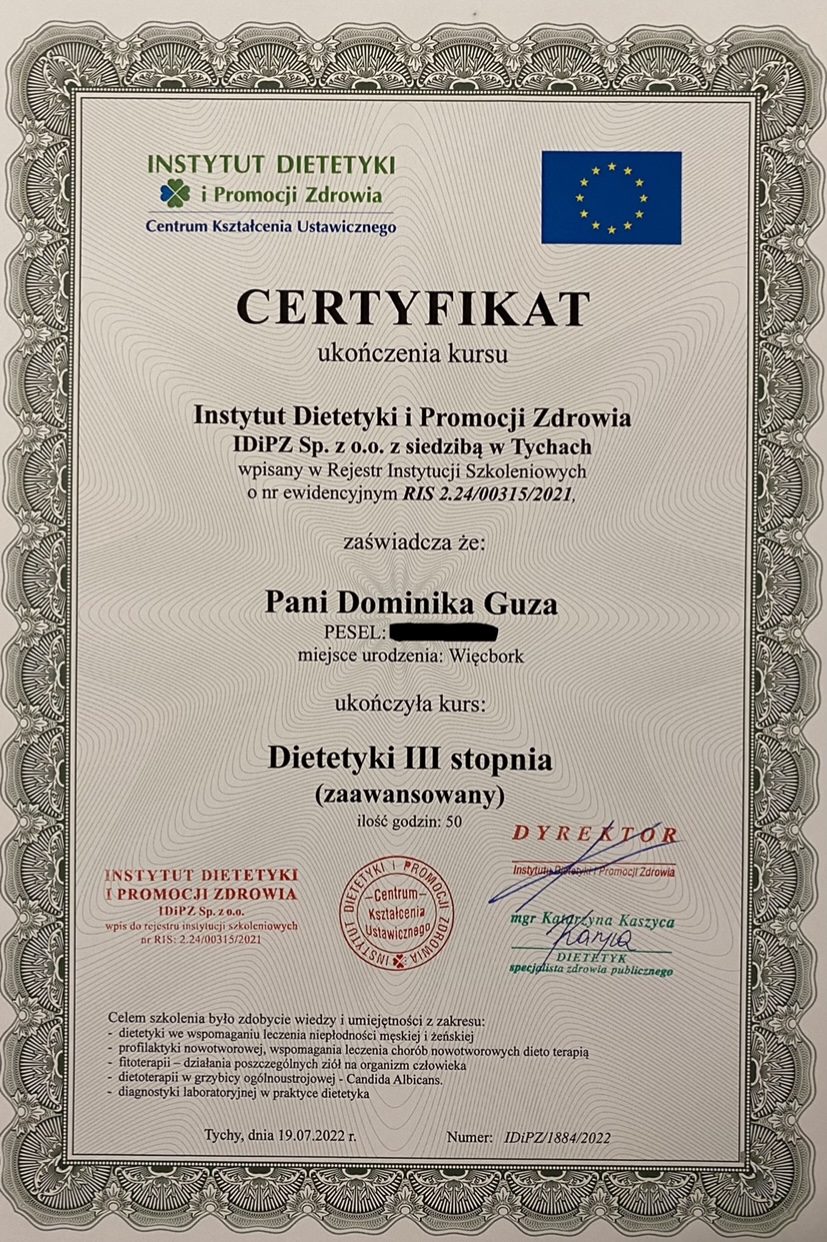 INSTYTUT DIETETYKI
i Promocji Zdrowia
Centrum Kształcenia Ustawicznego
CERTYFIKAT
ukończenia kursu
Instytut Dietetyki i Promocji Zdrowia
IDiPZ Sp. z o.o. z siedzibą w Tychach
wpisany w Rejestr Instytucji Szkoleniowych
o nr ewidencyjnym RIS 2.24/00315/2021,
zaświadcza że:
Pani Dominika Guza
PESEL:
miejsce urodzenia: Więcbork
ukończyła kurs:
Dietetyki III stopnia
(zaawansowany)
ilość godzin: 50
INSTYTUT DIETETYKI
I PROMOCJI ZDROWIA
IDiPZ Sp. z o.o.
wpis do rejestru instytucji szkoleniowych
nr RIS: 2.24/00315/2021
INSTYTUT DIETETYKI I PROMOCJI ZDROWIA
Centrum
Kształcenia
Ustawicznego
DYREKTOR
Instytutu Dietetyki i Promocji Zdrowia
mgr Katarzyna Kaszyca
DIETETYK
specjalista zdrowia publicznego
Celem szkolenia było zdobycie wiedzy i umiejętności z zakresu:
- dietetyki we wspomaganiu leczenia niepłodności męskiej i żeńskiej
- profilaktyki nowotworowej, wspomagania leczenia chorób nowotworowych dieto terapią
- fitoterapii – działania poszczególnych ziół na organizm człowieka
- dietoterapii w grzybicy ogólnoustrojowej - Candida Albicans.
- diagnostyki laboratoryjnej w praktyce dietetyka
Tychy, dnia 19.07.2022 r.
Numer: IDiPZ/1884/2022